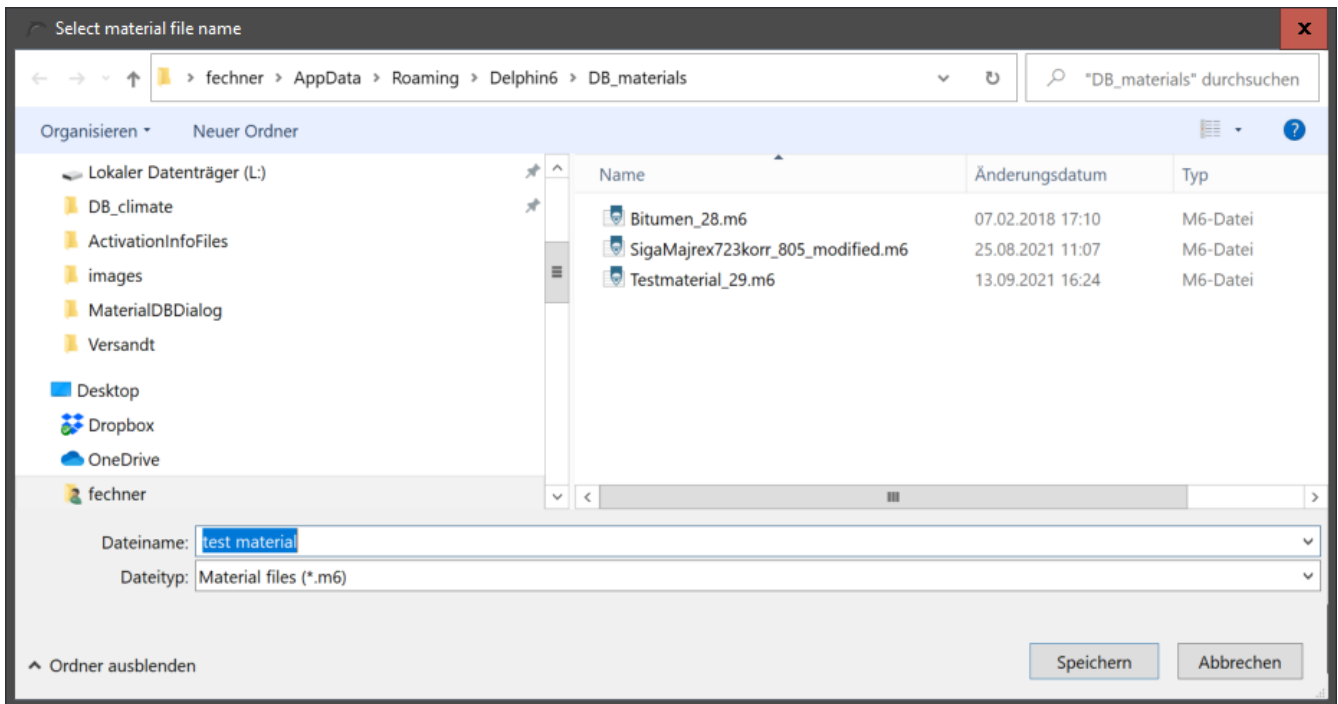 Select material file name
x
fechner > AppData > Roaming > Delphin6 > DB_materials "DB_materials" durchsuchen
Organisieren Neuer Ordner ?
Lokaler Datenträger (L:)
DB_climate
ActivationInfoFiles
images
MaterialDBDialog
Versandt
Desktop
Dropbox
OneDrive
fechner
Name Änderungsdatum Typ
Bitumen_28.m6 07.02.2018 17:10 M6-Datei
SigaMajrex723korr_805_modified.m6 25.08.2021 11:07 M6-Datei
Testmaterial_29.m6 13.09.2021 16:24 M6-Datei
Dateiname: test material
Dateityp: Material files (*.m6)
Ordner ausblenden Speichern Abbrechen